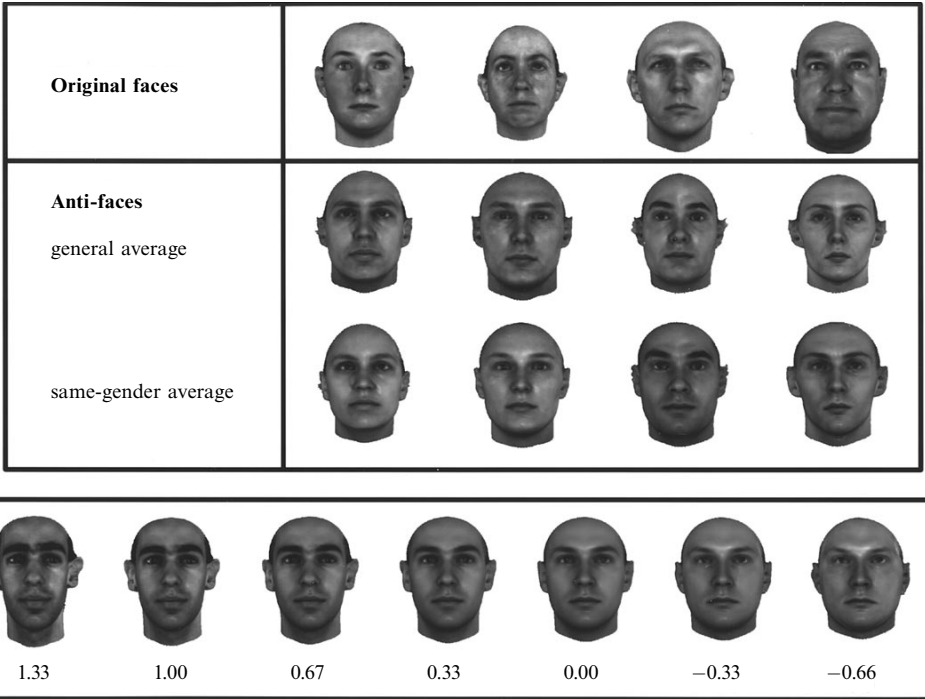 Original faces
Anti-faces
general average
same-gender average
1.33 1.00 0.67 0.33 0.00 −0.33 −0.66